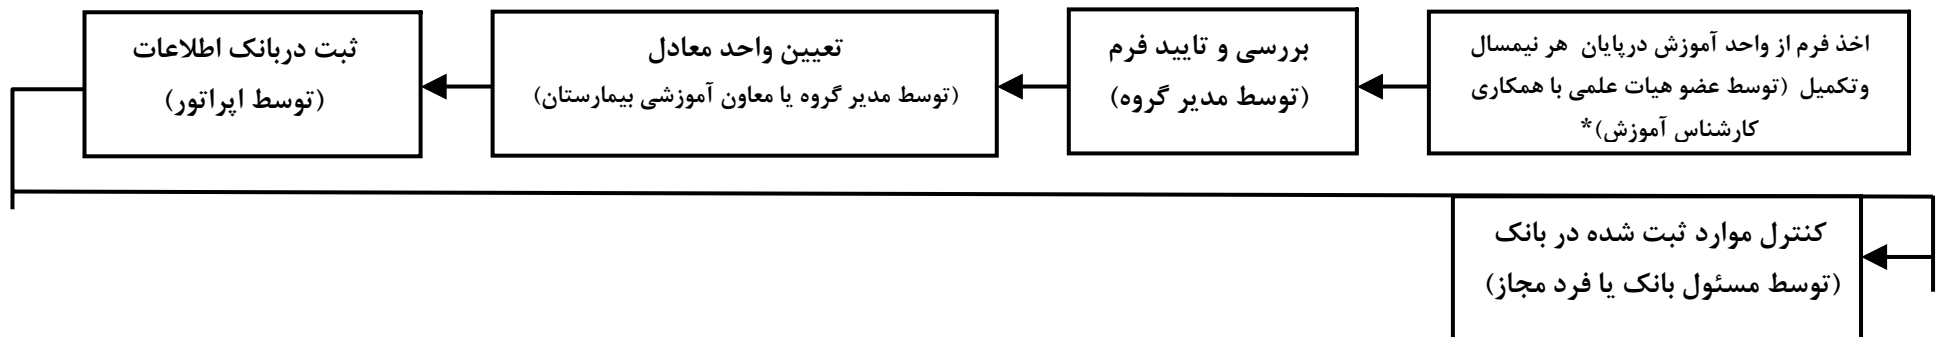 اخذ فرم از واحد آموزش درپایان هر نیمسال
وتکمیل (توسط عضو هیات علمی با همکاری
کارشناس آموزش)*
بررسی و تایید فرم
(توسط مدیر گروه)
تعیین واحد معادل
(توسط مدیر گروه یا معاون آموزشی بیمارستان)
ثبت دربانک اطلاعات
(توسط اپراتور)
کنترل موارد ثبت شده در بانک
(توسط مسئول بانک یا فرد مجاز)